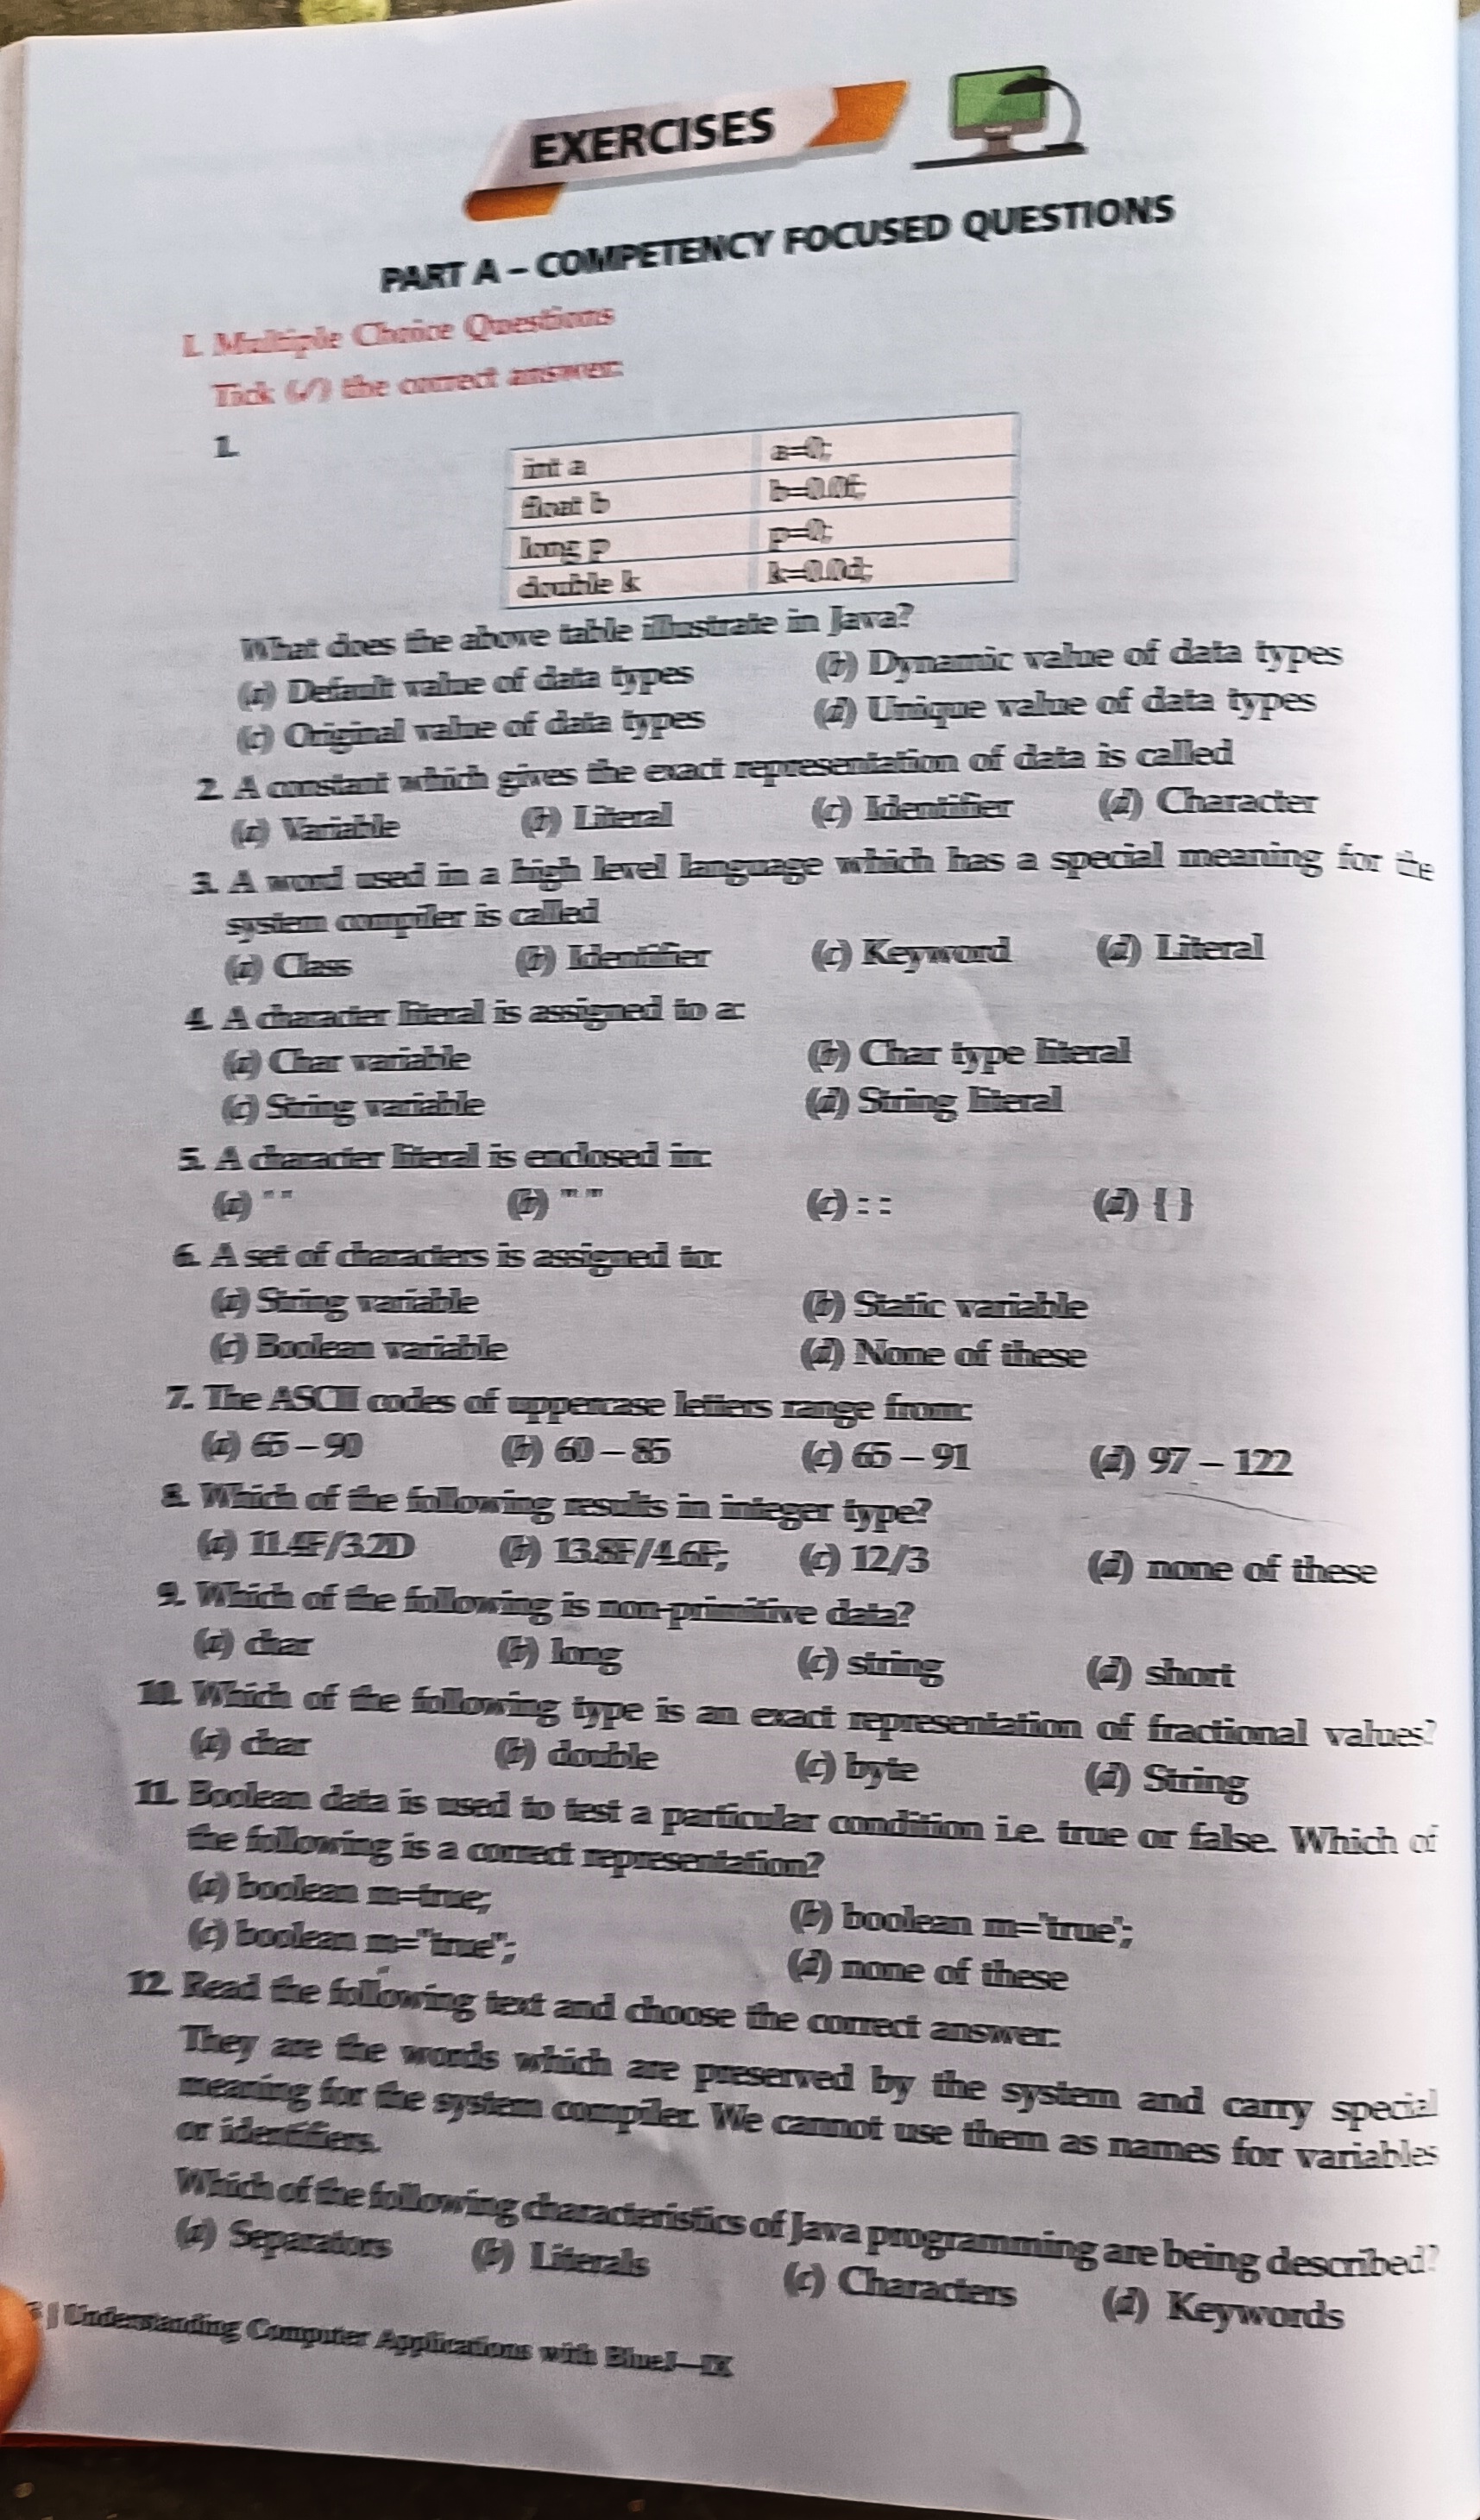 EXERCISES
PART A – COMPETENCY FOCUSED QUESTIONS
I. Multiple Choice Questions
Tick (✓) the correct answer:
1.
int a a=0;
float b b=0.0f;
long p p=0;
double k k=0.0d;
What does the above table illustrate in Java?
(a) Default value of data types (b) Dynamic value of data types
(c) Original value of data types (d) Unique value of data types
2. A constant which gives the exact representation of data is called
(a) Variable (b) Literal (c) Identifier (d) Character
3. A word used in a high level language which has a special meaning for the
system compiler is called
(a) Class (b) Identifier (c) Keyword (d) Literal
4. A character literal is assigned to a:
(a) Char variable (b) Char type literal
(c) String variable (d) String literal
5. A character literal is enclosed in:
(a) (b) (c) : : (d) { }
6. A set of characters is assigned to:
(a) String variable (b) Static variable
(c) Boolean variable (d) None of these
7. The ASCII codes of uppercase letters range from:
(a) 65 – 90 (b) 60 – 85 (c) 65 – 91 (d) 97 – 122
8. Which of the following results in integer type?
(a) 11.4F/3.2D (b) 13.8F/4.6F; (c) 12/3 (d) none of these
9. Which of the following is non-primitive data?
(a) char (b) long (c) string (d) short
10. Which of the following type is an exact representation of fractional values?
(a) char (b) double (c) byte (d) String
11. Boolean data is used to test a particular condition i.e. true or false. Which of
the following is a correct representation?
(a) boolean m=true; (b) boolean m='true';
(c) boolean m="true"; (d) none of these
12. Read the following text and choose the correct answer:
They are the words which are preserved by the system and carry special
meaning for the system compiler. We cannot use them as names for variables
or identifiers.
Which of the following characteristics of Java programming are being described?
(a) Separators (b) Literals (c) Characters (d) Keywords
| Understanding Computer Applications with BlueJ—IX